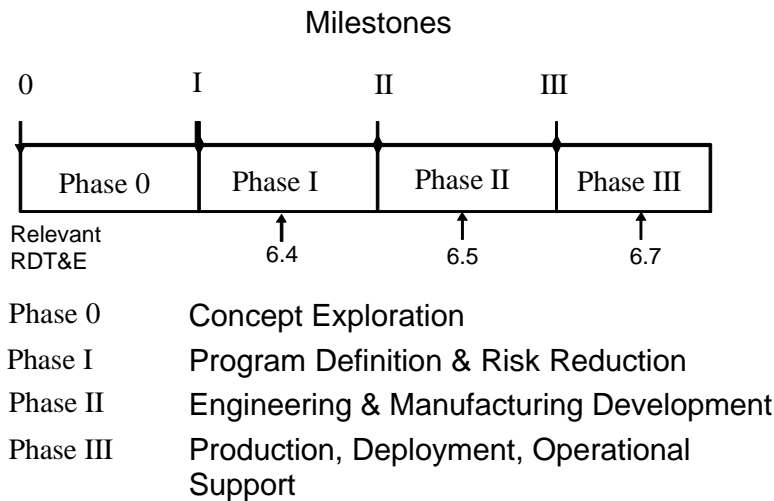 Milestones
0 I II III
Phase 0 Phase I Phase II Phase III
Relevant
RDT&E
6.4 6.5 6.7
Phase 0 Concept Exploration
Phase I Program Definition & Risk Reduction
Phase II Engineering & Manufacturing Development
Phase III Production, Deployment, Operational
Support